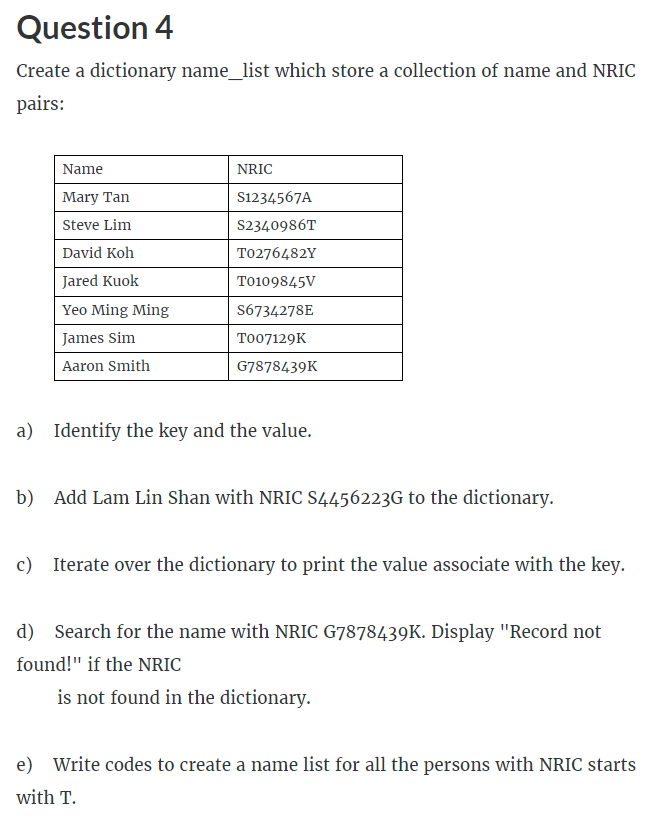 Question 4
Create a dictionary name_list which store a collection of name and NRIC
pairs:
Name NRIC
Mary Tan S1234567A
Steve Lim S2340986T
David Koh T0276482Y
Jared Kuok T0109845V
Yeo Ming Ming S6734278E
James Sim T007129K
Aaron Smith G7878439K
a) Identify the key and the value.
b) Add Lam Lin Shan with NRIC S4456223G to the dictionary.
c) Iterate over the dictionary to print the value associate with the key.
d) Search for the name with NRIC G7878439K. Display "Record not
found!" if the NRIC
is not found in the dictionary.
e) Write codes to create a name list for all the persons with NRIC starts
with T.